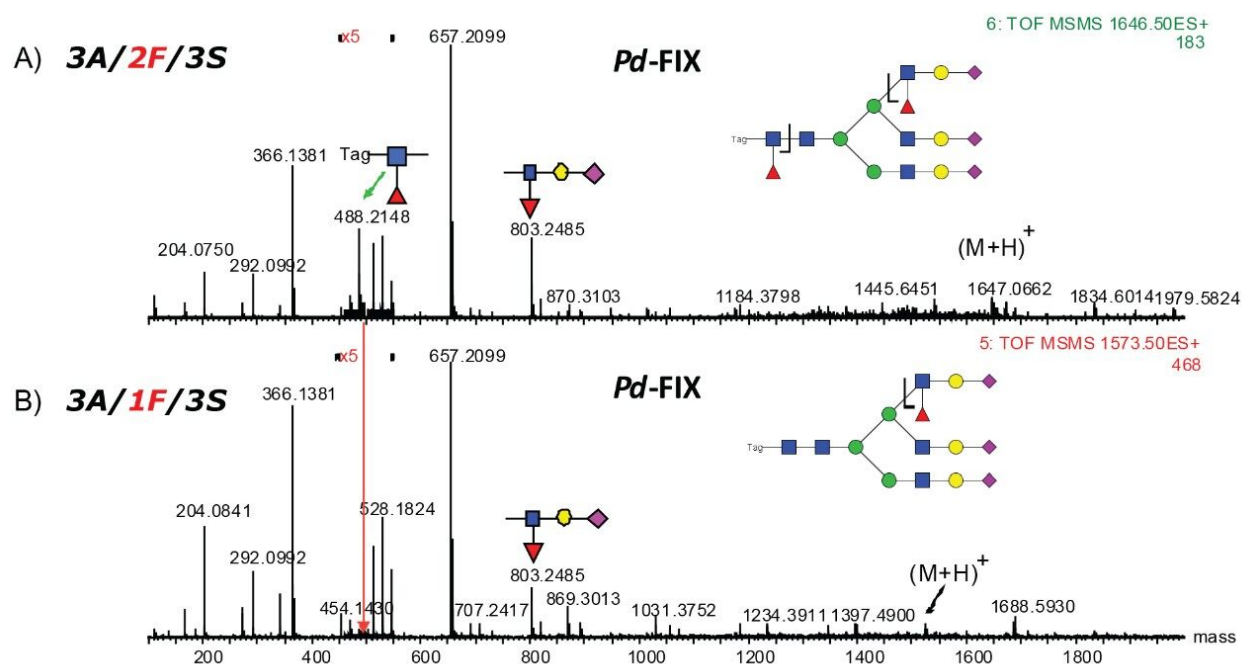 A) 3A/2F/3S
x5
657.2099
Pd-FIX
6: TOF MSMS 1646.50ES+
183
Tag
366.1381
Tag
488.2148
803.2485
204.0750
292.0992
(M+H)+
870.3103
1184.3798
1445.6451
1647.0662
1834.6014
1979.5824
B) 3A/1F/3S
x5
657.2099
Pd-FIX
5: TOF MSMS 1573.50ES+
468
366.1381
Tag
204.0841
528.1824
292.0992
803.2485
(M+H)+
454.1430
707.2417
869.3013
1031.3752
1234.3911
1397.4900
1688.5930
mass
200 400 600 800 1000 1200 1400 1600 1800